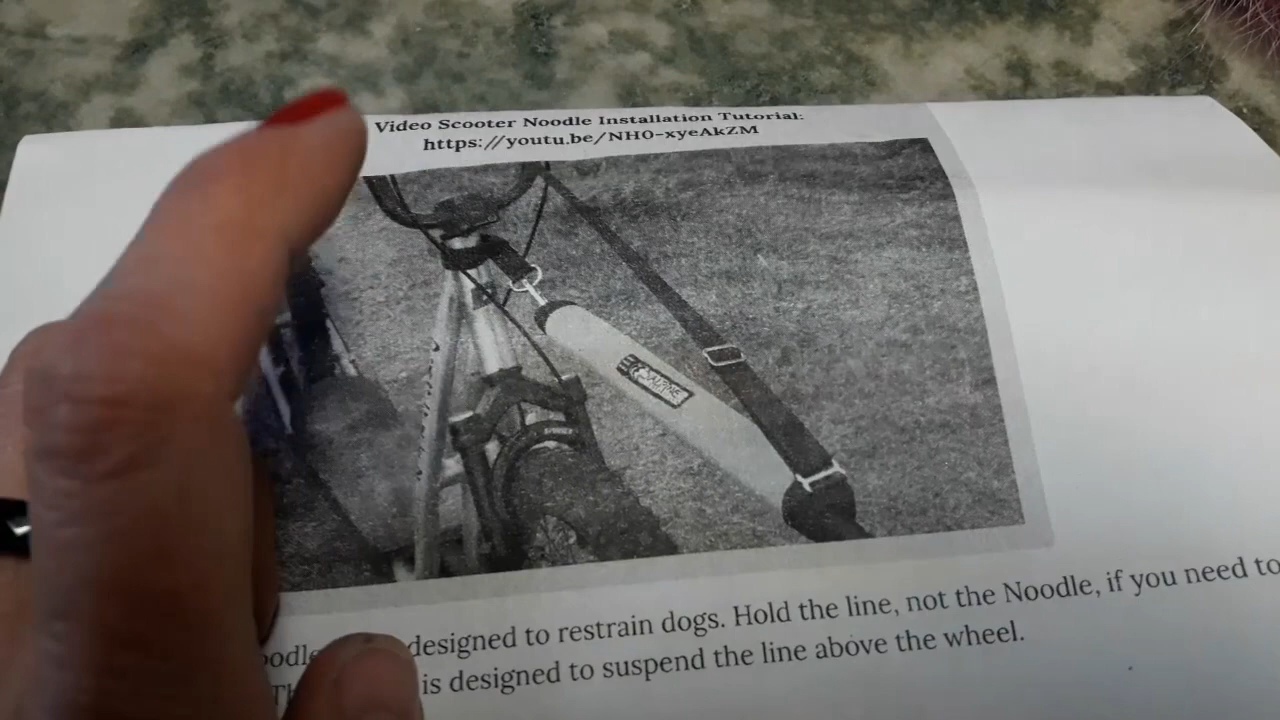 Video Scooter Noodle Installation Tutorial:
https://youtu.be/NH0-xyeAkZM
designed to restrain dogs. Hold the line, not the Noodle, if you need to
is designed to suspend the line above the wheel.